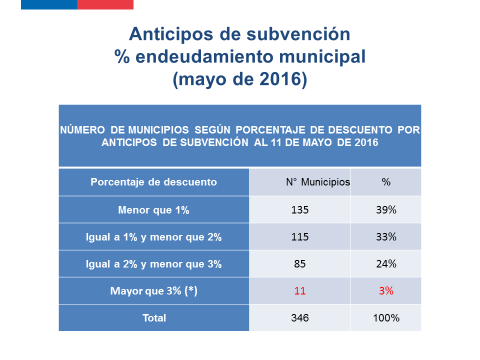 Anticipos de subvención
% endeudamiento municipal
(mayo de 2016)
NÚMERO DE MUNICIPIOS SEGÚN PORCENTAJE DE DESCUENTO POR
ANTICIPOS DE SUBVENCIÓN AL 11 DE MAYO DE 2016
Porcentaje de descuento N° Municipios %
Menor que 1% 135 39%
Igual a 1% y menor que 2% 115 33%
Igual a 2% y menor que 3% 85 24%
Mayor que 3% (*) 11 3%
Total 346 100%